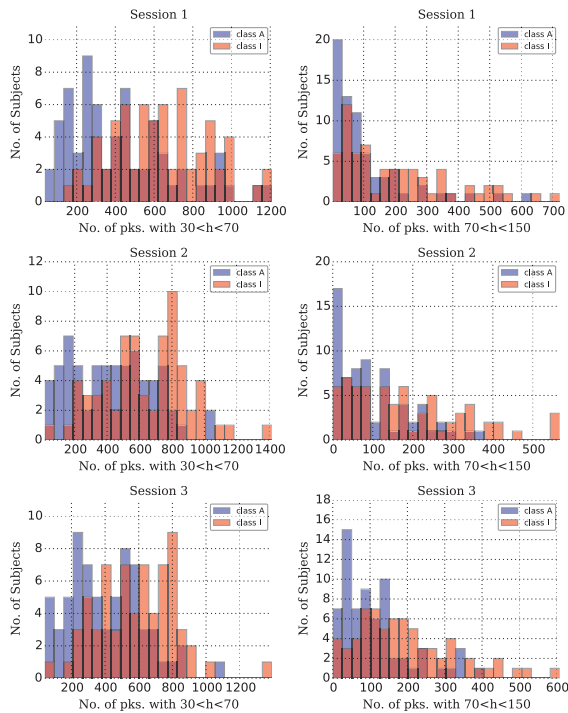 Session 1
No. of Subjects
10
8
6
4
2
0
class A
class I
200 400 600 800 1000 1200
No. of pks. with 30<h<70
Session 1
No. of Subjects
20
15
10
5
0
class A
class I
100 200 300 400 500 600 700
No. of pks. with 70<h<150
Session 2
No. of Subjects
12
10
8
6
4
2
0
class A
class I
200 400 600 800 1000 1200 1400
No. of pks. with 30<h<70
Session 2
No. of Subjects
20
15
10
5
0
class A
class I
0 100 200 300 400 500
No. of pks. with 70<h<150
Session 3
No. of Subjects
10
8
6
4
2
0
class A
class I
200 400 600 800 1000 1200
No. of pks. with 30<h<70
Session 3
No. of Subjects
18
16
14
12
10
8
6
4
2
0
class A
class I
0 100 200 300 400 500 600
No. of pks. with 70<h<150